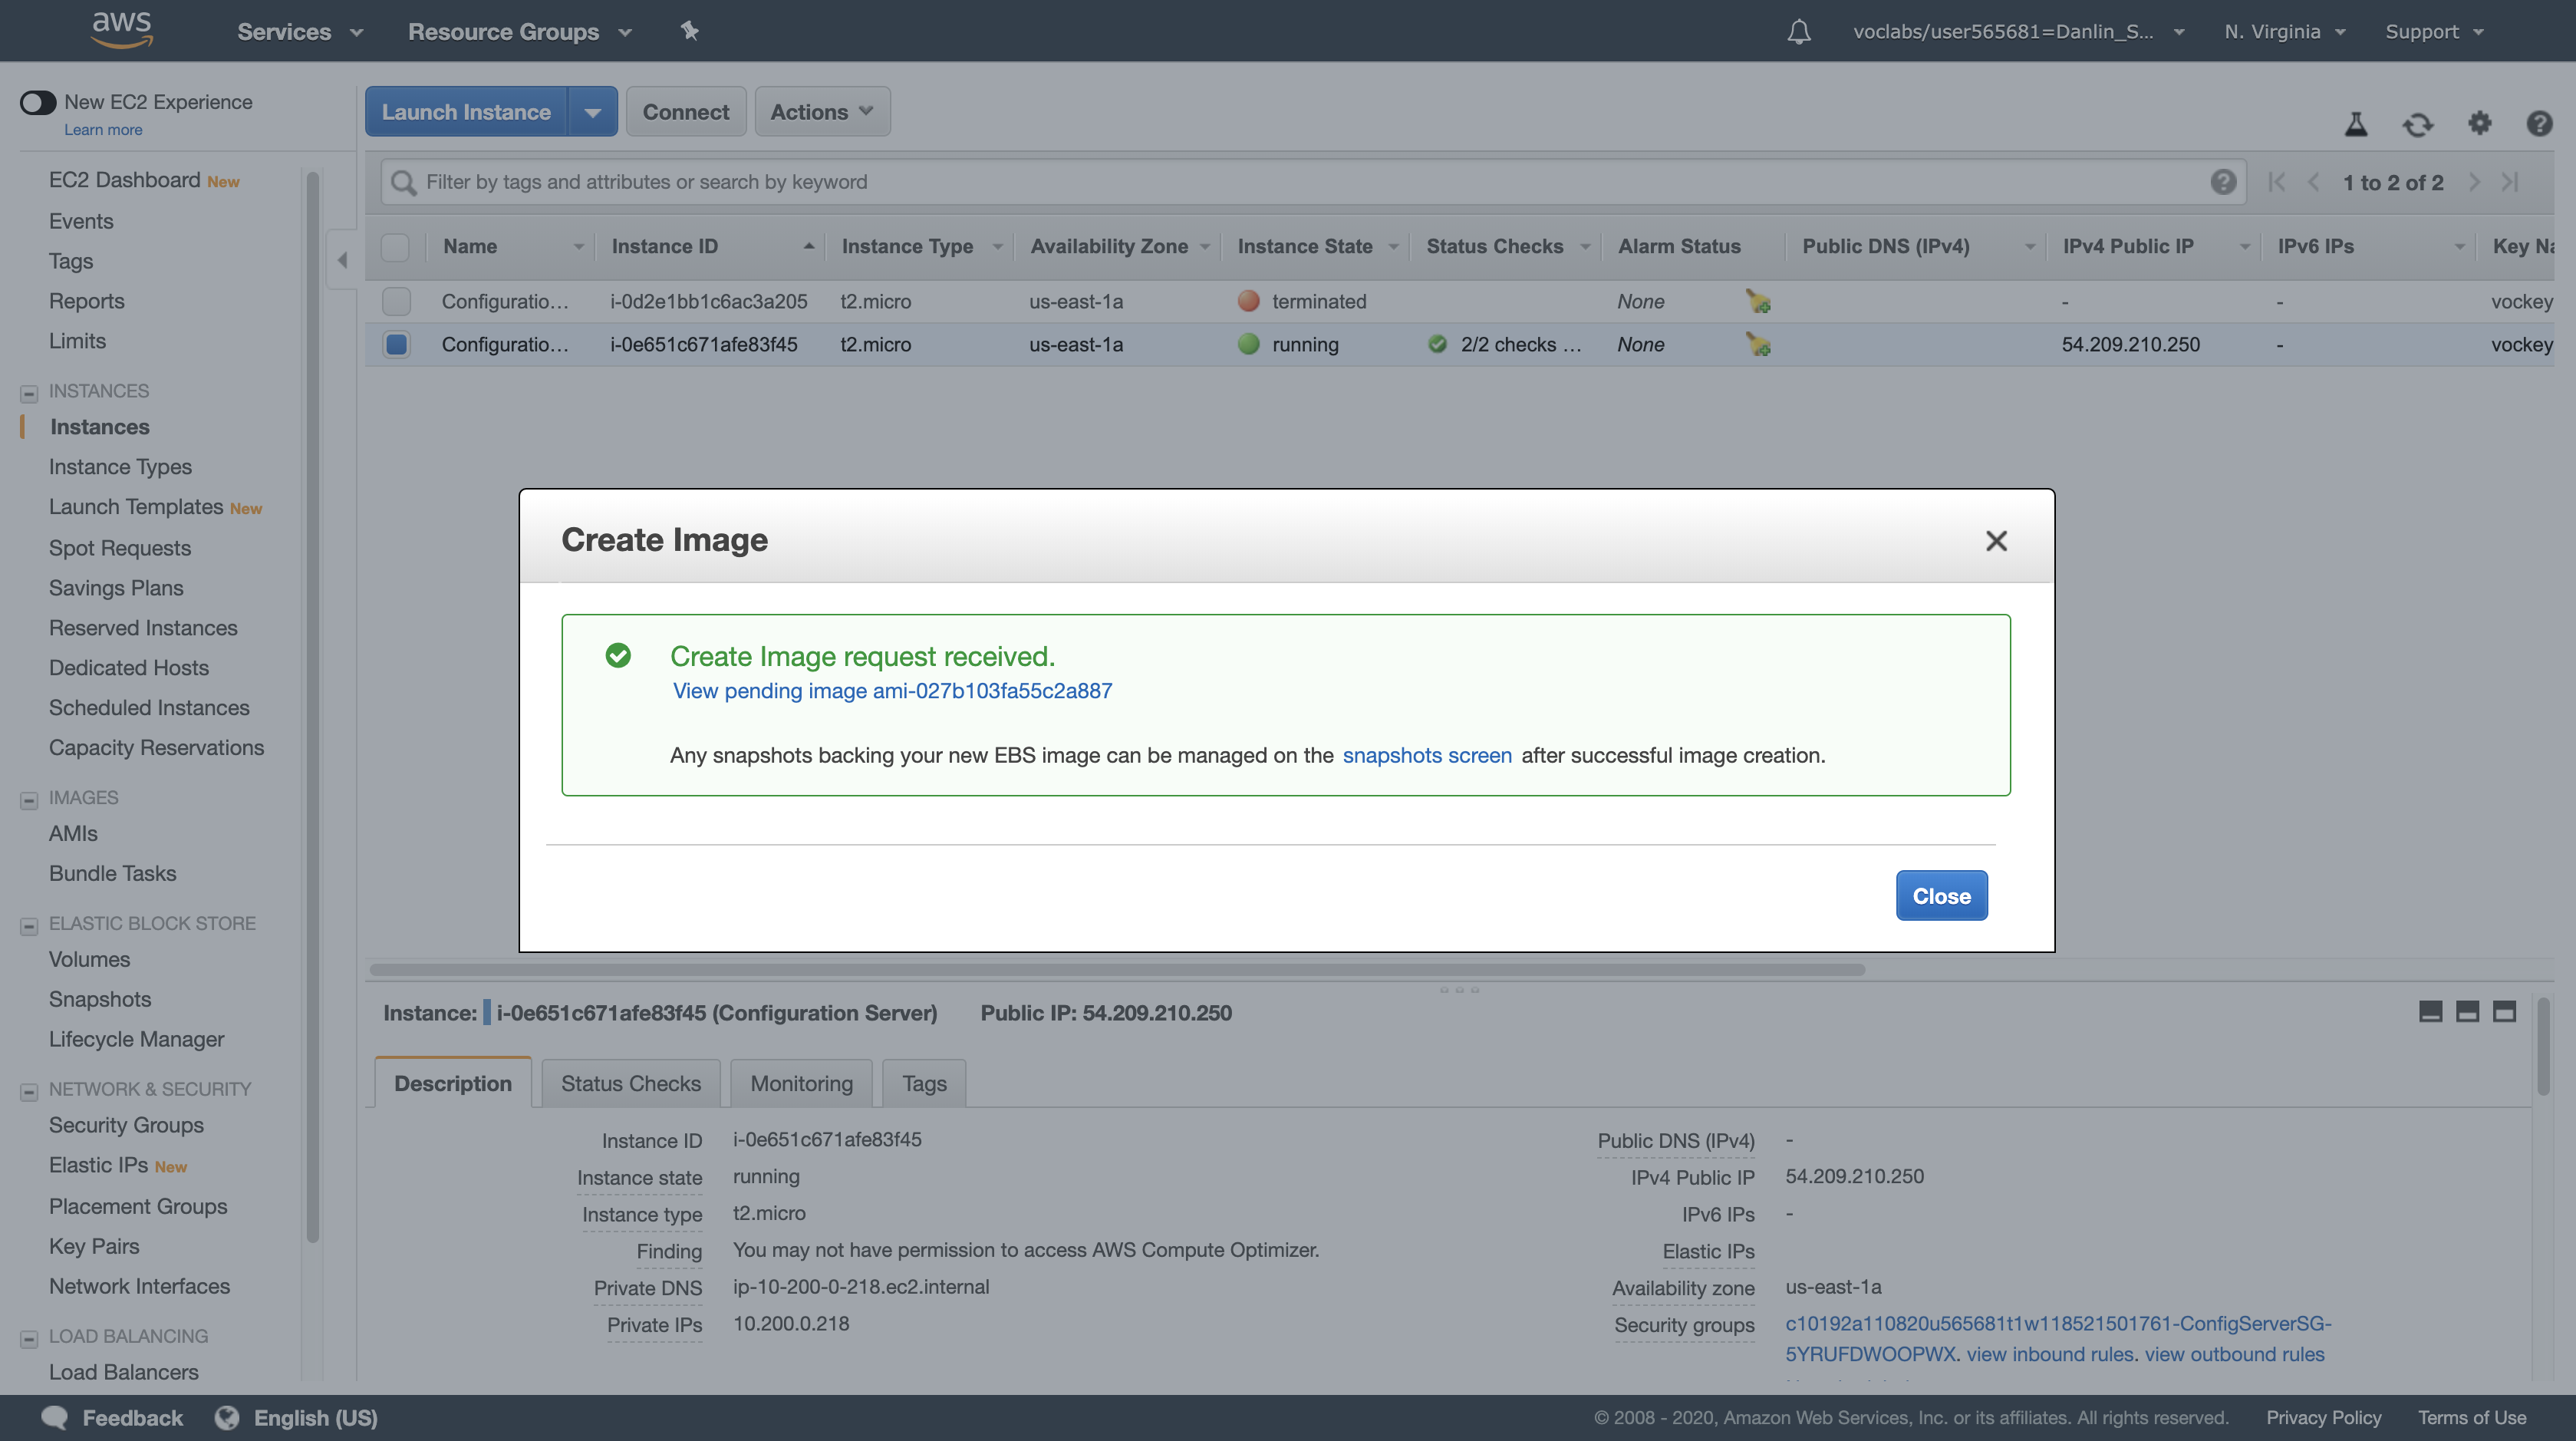 aws
Services
Resource Groups
voclabs/user565681=Danlin_S...
N. Virginia
Support
New EC2 Experience
Learn more
EC2 Dashboard New
Events
Tags
Reports
Limits
INSTANCES
Instances
Instance Types
Launch Templates New
Spot Requests
Savings Plans
Reserved Instances
Dedicated Hosts
Scheduled Instances
Capacity Reservations
IMAGES
AMIs
Bundle Tasks
ELASTIC BLOCK STORE
Volumes
Snapshots
Lifecycle Manager
NETWORK & SECURITY
Security Groups
Elastic IPs New
Placement Groups
Key Pairs
Network Interfaces
LOAD BALANCING
Load Balancers
Launch Instance
Connect
Actions
Filter by tags and attributes or search by keyword
1 to 2 of 2
Name Instance ID Instance Type Availability Zone Instance State Status Checks Alarm Status Public DNS (IPv4) IPv4 Public IP IPv6 IPs Key Na
Configuratio... i-0d2e1bb1c6ac3a205 t2.micro us-east-1a terminated None - - vockey
Configuratio... i-0e651c671afe83f45 t2.micro us-east-1a running 2/2 checks ... None 54.209.210.250 - vockey
Create Image
Create Image request received.
View pending image ami-027b103fa55c2a887
Any snapshots backing your new EBS image can be managed on the snapshots screen after successful image creation.
Close
Instance: i-0e651c671afe83f45 (Configuration Server) Public IP: 54.209.210.250
Description Status Checks Monitoring Tags
Instance ID i-0e651c671afe83f45
Instance state running
Instance type t2.micro
Finding You may not have permission to access AWS Compute Optimizer.
Private DNS ip-10-200-0-218.ec2.internal
Private IPs 10.200.0.218
Public DNS (IPv4) -
IPv4 Public IP 54.209.210.250
IPv6 IPs -
Elastic IPs
Availability zone us-east-1a
Security groups c10192a110820u565681t1w118521501761-ConfigServerSG-
5YRUFDWOOPWX. view inbound rules. view outbound rules
Feedback
English (US)
© 2008 - 2020, Amazon Web Services, Inc. or its affiliates. All rights reserved.
Privacy Policy
Terms of Use